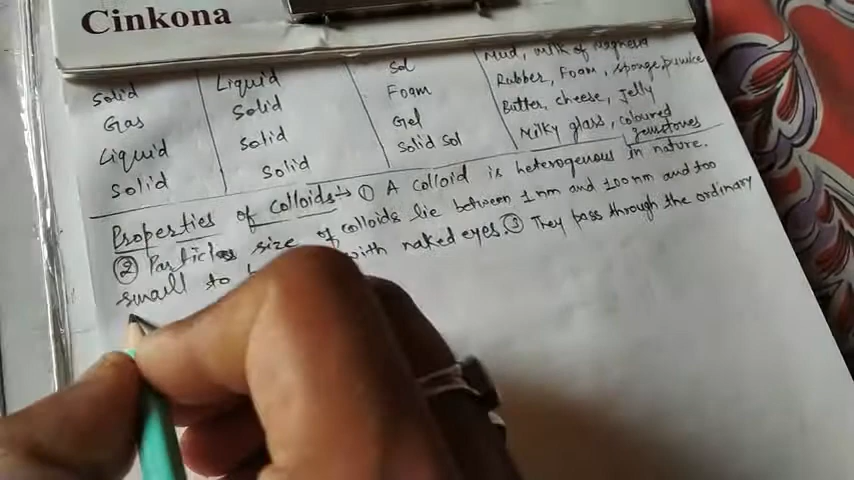 Cinkona
Solid Liquid Sol Mud, milk of magnesia
Gas Solid Foam Rubber, Foam, sponge, pumice
Liquid Solid Gel Butter, cheese, Jelly
Solid Solid Solid Sol Milky glass, coloured gemstones
Properties of colloids:→ ① A colloid is heterogenous in nature.
② Particles size of colloids lie between 1nm and 100nm and too
small to with naked eyes. ③ They pass through the ordinary